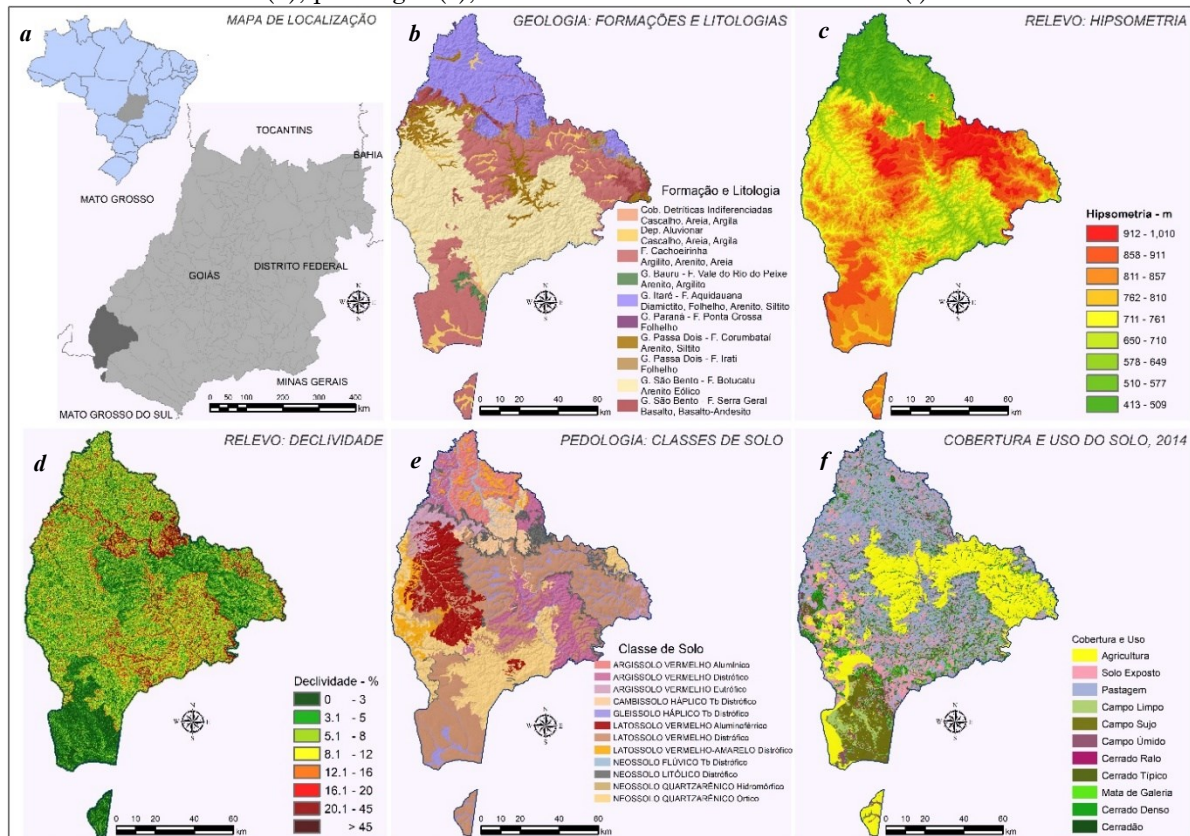 a
MAPA DE LOCALIZAÇÃO
TOCANTINS
BAHIA
MATO GROSSO
GOIÁS
DISTRITO FEDERAL
MINAS GERAIS
MATO GROSSO DO SUL
0 50 100 200 300 400
km
b
GEOLOGIA: FORMAÇÕES E LITOLOGIAS
Formação e Litologia
Cob. Detríticas Indiferenciadas
Cascalho, Areia, Argila
Dep. Aluvionar
Cascalho, Areia, Argila
F. Cachoeirinha
Argilito, Arenito, Areia
G. Bauru - F. Vale do Rio do Peixe
Arenito, Argilito
G. Itaré - F. Aquidauana
Diamictito, Folhelho, Arenito, Siltito
G. Paraná - F. Ponta Grossa
Folhelho
G. Passa Dois - F. Corumbataí
Arenito, Siltito
G. Passa Dois - F. Irati
Folhelho
G. São Bento - F. Botucatu
Arenito Eólico
G. São Bento - F. Serra Geral
Basalto, Basalto-Andesito
0 10 20 40 60 80
km
c
RELEVO: HIPSOMETRIA
Hipsometria - m
912 - 1,010
858 - 911
811 - 857
762 - 810
711 - 761
650 - 710
578 - 649
510 - 577
413 - 509
0 10 20 40 60 80
km
d
RELEVO: DECLIVIDADE
Declividade - %
0 - 3
3.1 - 5
5.1 - 8
8.1 - 12
12.1 - 16
16.1 - 20
20.1 - 45
> 45
0 10 20 40 60 80
km
e
PEDOLOGIA: CLASSES DE SOLO
Classe de Solo
ARGISSOLO VERMELHO Alumínico
ARGISSOLO VERMELHO Distrófico
ARGISSOLO VERMELHO Eutrófico
CAMBISSOLO HÁPLICO Tb Distrófico
GLEISSOLO HÁPLICO Tb Distrófico
LATOSSOLO VERMELHO Aluminoférrico
LATOSSOLO VERMELHO Distrófico
LATOSSOLO VERMELHO-AMARELO Distrófico
NEOSSOLO FLÚVICO Tb Distrófico
NEOSSOLO LITÓLICO Distrófico
NEOSSOLO QUARTZARÊNICO Hidromórfico
NEOSSOLO QUARTZARÊNICO Órtico
0 10 20 40 60 80
km
f
COBERTURA E USO DO SOLO, 2014
Cobertura e Uso
Agricultura
Solo Exposto
Pastagem
Campo Limpo
Campo Sujo
Campo Úmido
Cerrado Ralo
Cerrado Típico
Mata de Galeria
Cerrado Denso
Cerradão
0 10 20 40 60 80
km